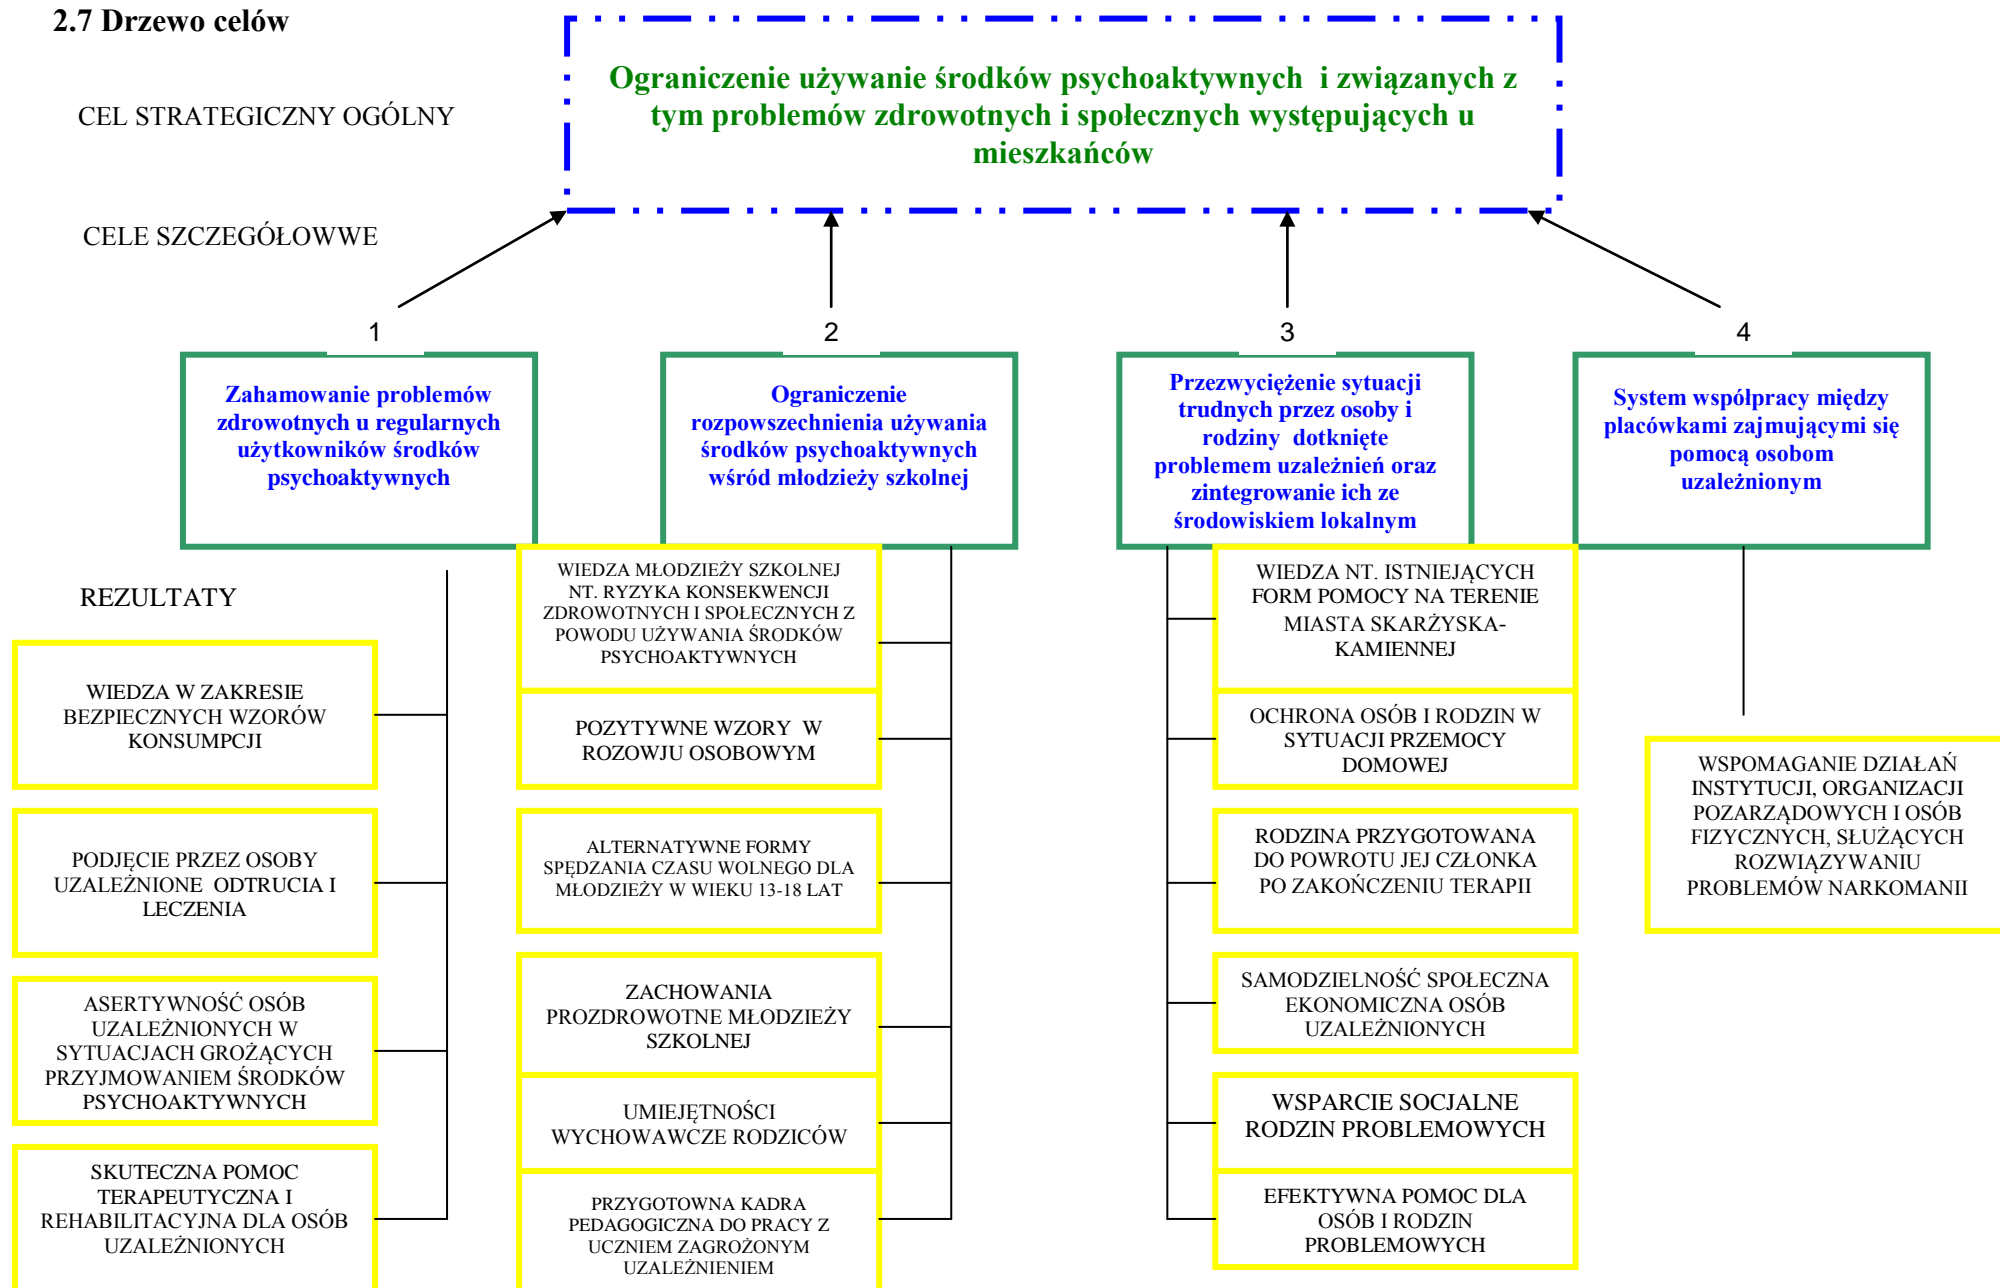 2.7 Drzewo celów
CEL STRATEGICZNY OGÓLNY
Ograniczenie używanie środków psychoaktywnych i związanych z
tym problemów zdrowotnych i społecznych występujących u
mieszkańców
CELE SZCZEGÓŁOWWE
1
2
3
4
Zahamowanie problemów
zdrowotnych u regularnych
użytkowników środków
psychoaktywnych
Ograniczenie
rozpowszechnienia używania
środków psychoaktywnych
wśród młodzieży szkolnej
Przezwyciężenie sytuacji
trudnych przez osoby i
rodziny dotknięte
problemem uzależnień oraz
zintegrowanie ich ze
środowiskiem lokalnym
System współpracy między
placówkami zajmującymi się
pomocą osobom
uzależnionym
REZULTATY
WIEDZA W ZAKRESIE
BEZPIECZNYCH WZORÓW
KONSUMPCJI
PODJĘCIE PRZEZ OSOBY
UZALEŻNIONE ODTRUCIA I
LECZENIA
ASERTYWNOŚĆ OSÓB
UZALEŻNIONYCH W
SYTUACJACH GROŻĄCYCH
PRZYJMOWANIEM ŚRODKÓW
PSYCHOAKTYWNYCH
SKUTECZNA POMOC
TERAPEUTYCZNA I
REHABILITACYJNA DLA OSÓB
UZALEŻNIONYCH
WIEDZA MŁODZIEŻY SZKOLNEJ
NT. RYZYKA KONSEKWENCJI
ZDROWOTNYCH I SPOŁECZNYCH Z
POWODU UŻYWANIA ŚRODKÓW
PSYCHOAKTYWNYCH
POZYTYWNE WZORY W
ROZOWJU OSOBOWYM
ALTERNATYWNE FORMY
SPĘDZANIA CZASU WOLNEGO DLA
MŁODZIEŻY W WIEKU 13-18 LAT
ZACHOWANIA
PROZDROWOTNE MŁODZIEŻY
SZKOLNEJ
UMIEJĘTNOŚCI
WYCHOWAWCZE RODZICÓW
PRZYGOTOWNA KADRA
PEDAGOGICZNA DO PRACY Z
UCZNIEM ZAGROŻONYM
UZALEŻNIENIEM
WIEDZA NT. ISTNIEJĄCYCH
FORM POMOCY NA TERENIE
MIASTA SKARŻYSKA-
KAMIENNEJ
OCHRONA OSÓB I RODZIN W
SYTUACJI PRZEMOCY
DOMOWEJ
RODZINA PRZYGOTOWANA
DO POWROTU JEJ CZŁONKA
PO ZAKOŃCZENIU TERAPII
SAMODZIELNOŚĆ SPOŁECZNA
EKONOMICZNA OSÓB
UZALEŻNIONYCH
WSPARCIE SOCJALNE
RODZIN PROBLEMOWYCH
EFEKTYWNA POMOC DLA
OSÓB I RODZIN
PROBLEMOWYCH
WSPOMAGANIE DZIAŁAŃ
INSTYTUCJI, ORGANIZACJI
POZARZĄDOWYCH I OSÓB
FIZYCZNYCH, SŁUŻĄCYCH
ROZWIĄZYWANIU
PROBLEMÓW NARKOMANII